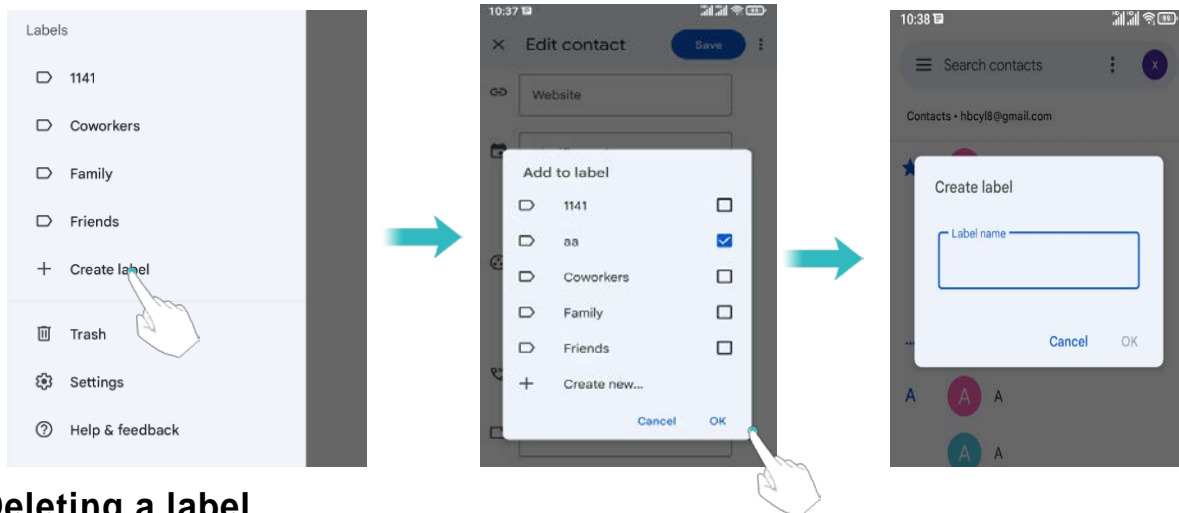 Labels
1141
Coworkers
Family
Friends
Create label
Trash
Settings
Help & feedback
10:37
Edit contact
Save
Website
Add to label
1141
aa
Coworkers
Family
Friends
Create new...
Cancel OK
10:38
99
Search contacts
x
Contacts • hbcyl8@gmail.com
Create label
Label name
Cancel OK
A
A A
A A
Deleting a label